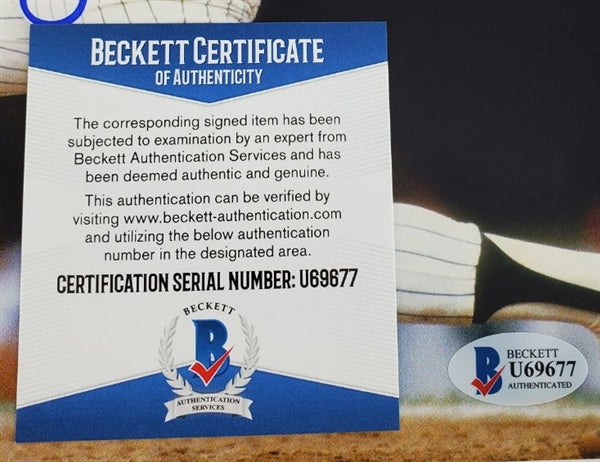 BECKETT CERTIFICATE
OF AUTHENTICITY
The corresponding signed item has been
subjected to examination by an expert from
Beckett Authentication Services and has
been deemed authentic and genuine.
This authentication can be verified by
visiting www.beckett-authentication.com
and utilizing the below authentication
number in the designated area.
CERTIFICATION SERIAL NUMBER: U69677
BECKETT
B
AUTHENTICATION
SERVICES
B
BECKETT
U69677
AUTHENTICATED